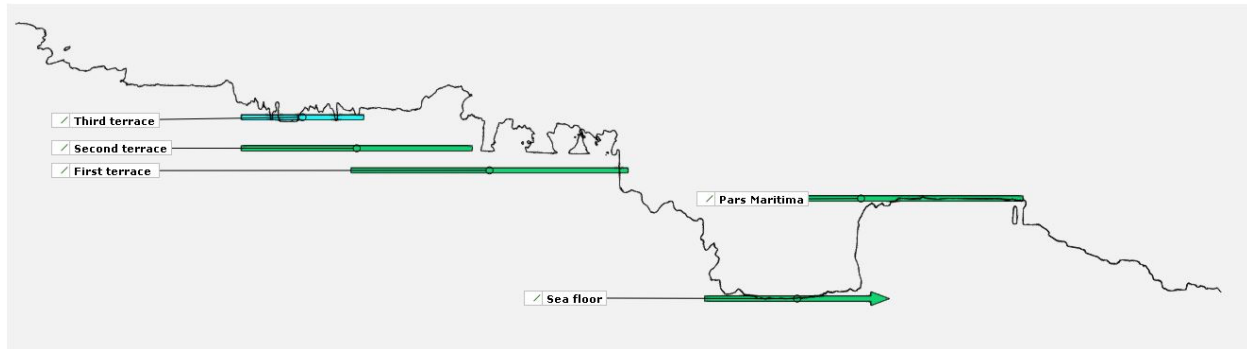 Third terrace
Second terrace
First terrace
Pars Maritima
Sea floor